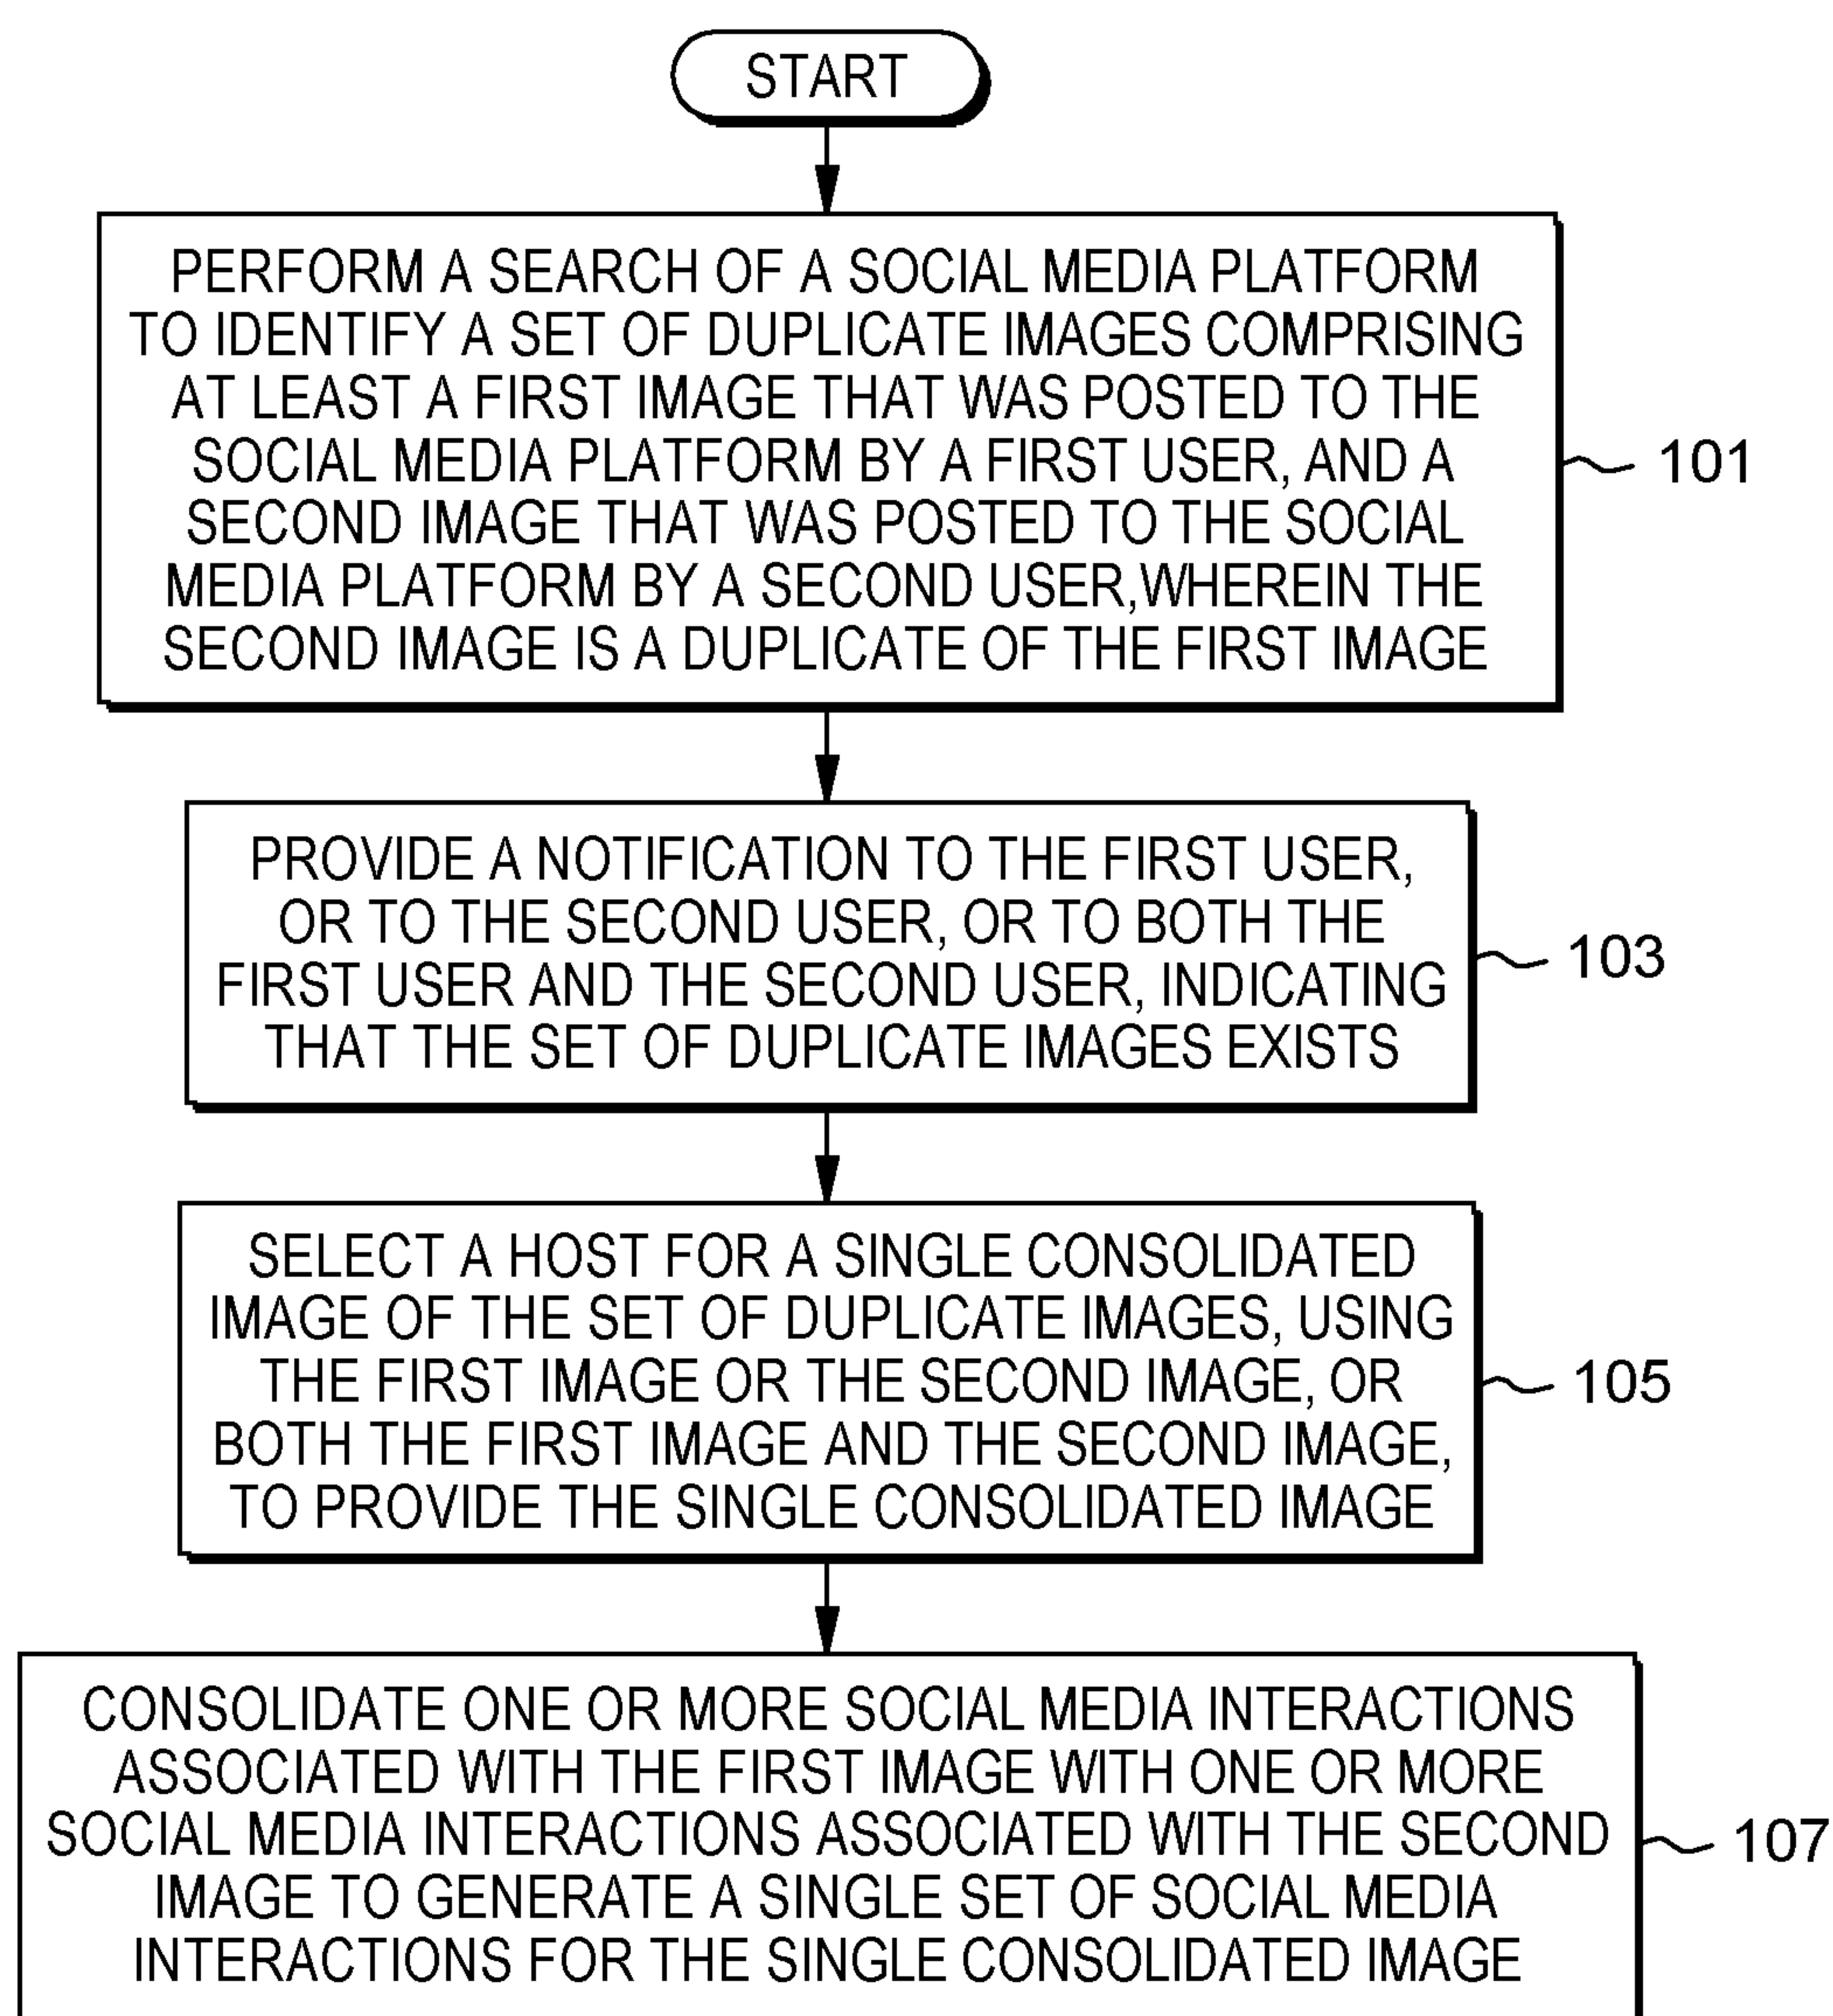 START
PERFORM A SEARCH OF A SOCIAL MEDIA PLATFORM
TO IDENTIFY A SET OF DUPLICATE IMAGES COMPRISING
AT LEAST A FIRST IMAGE THAT WAS POSTED TO THE
SOCIAL MEDIA PLATFORM BY A FIRST USER, AND A
SECOND IMAGE THAT WAS POSTED TO THE SOCIAL
MEDIA PLATFORM BY A SECOND USER,WHEREIN THE
SECOND IMAGE IS A DUPLICATE OF THE FIRST IMAGE
101
PROVIDE A NOTIFICATION TO THE FIRST USER,
OR TO THE SECOND USER, OR TO BOTH THE
FIRST USER AND THE SECOND USER, INDICATING
THAT THE SET OF DUPLICATE IMAGES EXISTS
103
SELECT A HOST FOR A SINGLE CONSOLIDATED
IMAGE OF THE SET OF DUPLICATE IMAGES, USING
THE FIRST IMAGE OR THE SECOND IMAGE, OR
BOTH THE FIRST IMAGE AND THE SECOND IMAGE,
TO PROVIDE THE SINGLE CONSOLIDATED IMAGE
105
CONSOLIDATE ONE OR MORE SOCIAL MEDIA INTERACTIONS
ASSOCIATED WITH THE FIRST IMAGE WITH ONE OR MORE
SOCIAL MEDIA INTERACTIONS ASSOCIATED WITH THE SECOND
IMAGE TO GENERATE A SINGLE SET OF SOCIAL MEDIA
INTERACTIONS FOR THE SINGLE CONSOLIDATED IMAGE
107